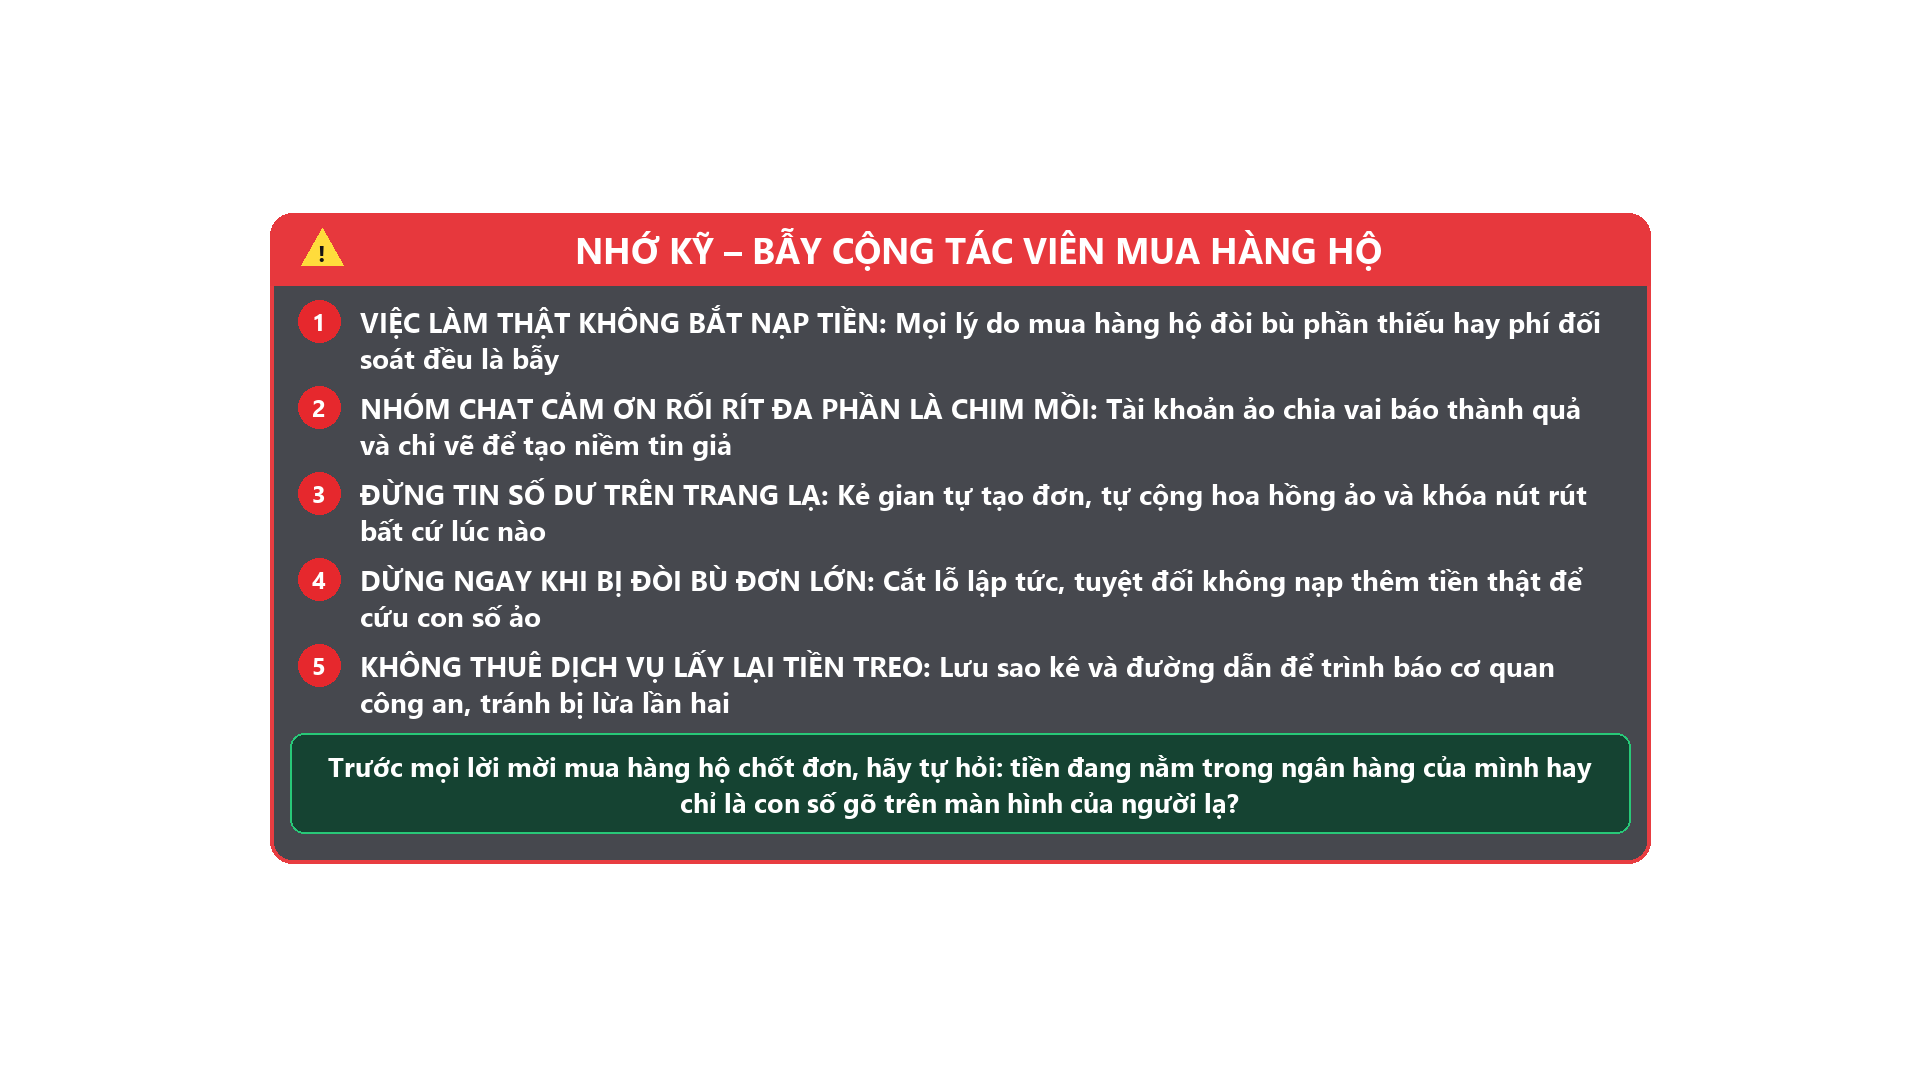 !
NHỚ KỸ – BẪY CỘNG TÁC VIÊN MUA HÀNG HỘ
1 VIỆC LÀM THẬT KHÔNG BẮT NẠP TIỀN: Mọi lý do mua hàng hộ đòi bù phần thiếu hay phí đối
soát đều là bẫy
2 NHÓM CHAT CẢM ƠN RỐI RÍT ĐA PHẦN LÀ CHIM MỒI: Tài khoản ảo chia vai báo thành quả
và chỉ vẽ để tạo niềm tin giả
3 ĐỪNG TIN SỐ DƯ TRÊN TRANG LẠ: Kẻ gian tự tạo đơn, tự cộng hoa hồng ảo và khóa nút rút
bất cứ lúc nào
4 DỪNG NGAY KHI BỊ ĐÒI BÙ ĐƠN LỚN: Cắt lỗ lập tức, tuyệt đối không nạp thêm tiền thật để
cứu con số ảo
5 KHÔNG THUÊ DỊCH VỤ LẤY LẠI TIỀN TREO: Lưu sao kê và đường dẫn để trình báo cơ quan
công an, tránh bị lừa lần hai
Trước mọi lời mời mua hàng hộ chốt đơn, hãy tự hỏi: tiền đang nằm trong ngân hàng của mình hay
chỉ là con số gõ trên màn hình của người lạ?